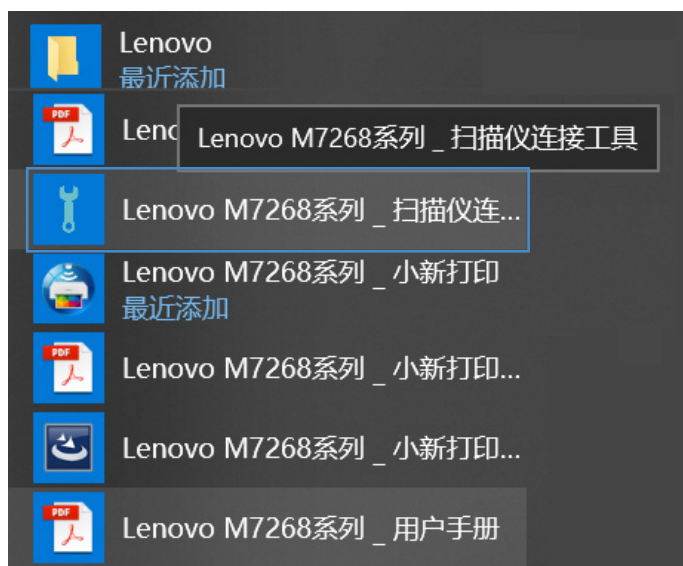 Lenovo
最近添加
PDF
Lenc
Lenovo M7268系列 _ 扫描仪连接工具
Lenovo M7268系列 _ 扫描仪连...
Lenovo M7268系列 _ 小新打印
最近添加
PDF
Lenovo M7268系列 _ 小新打印...
Lenovo M7268系列 _ 小新打印...
PDF
Lenovo M7268系列 _ 用户手册